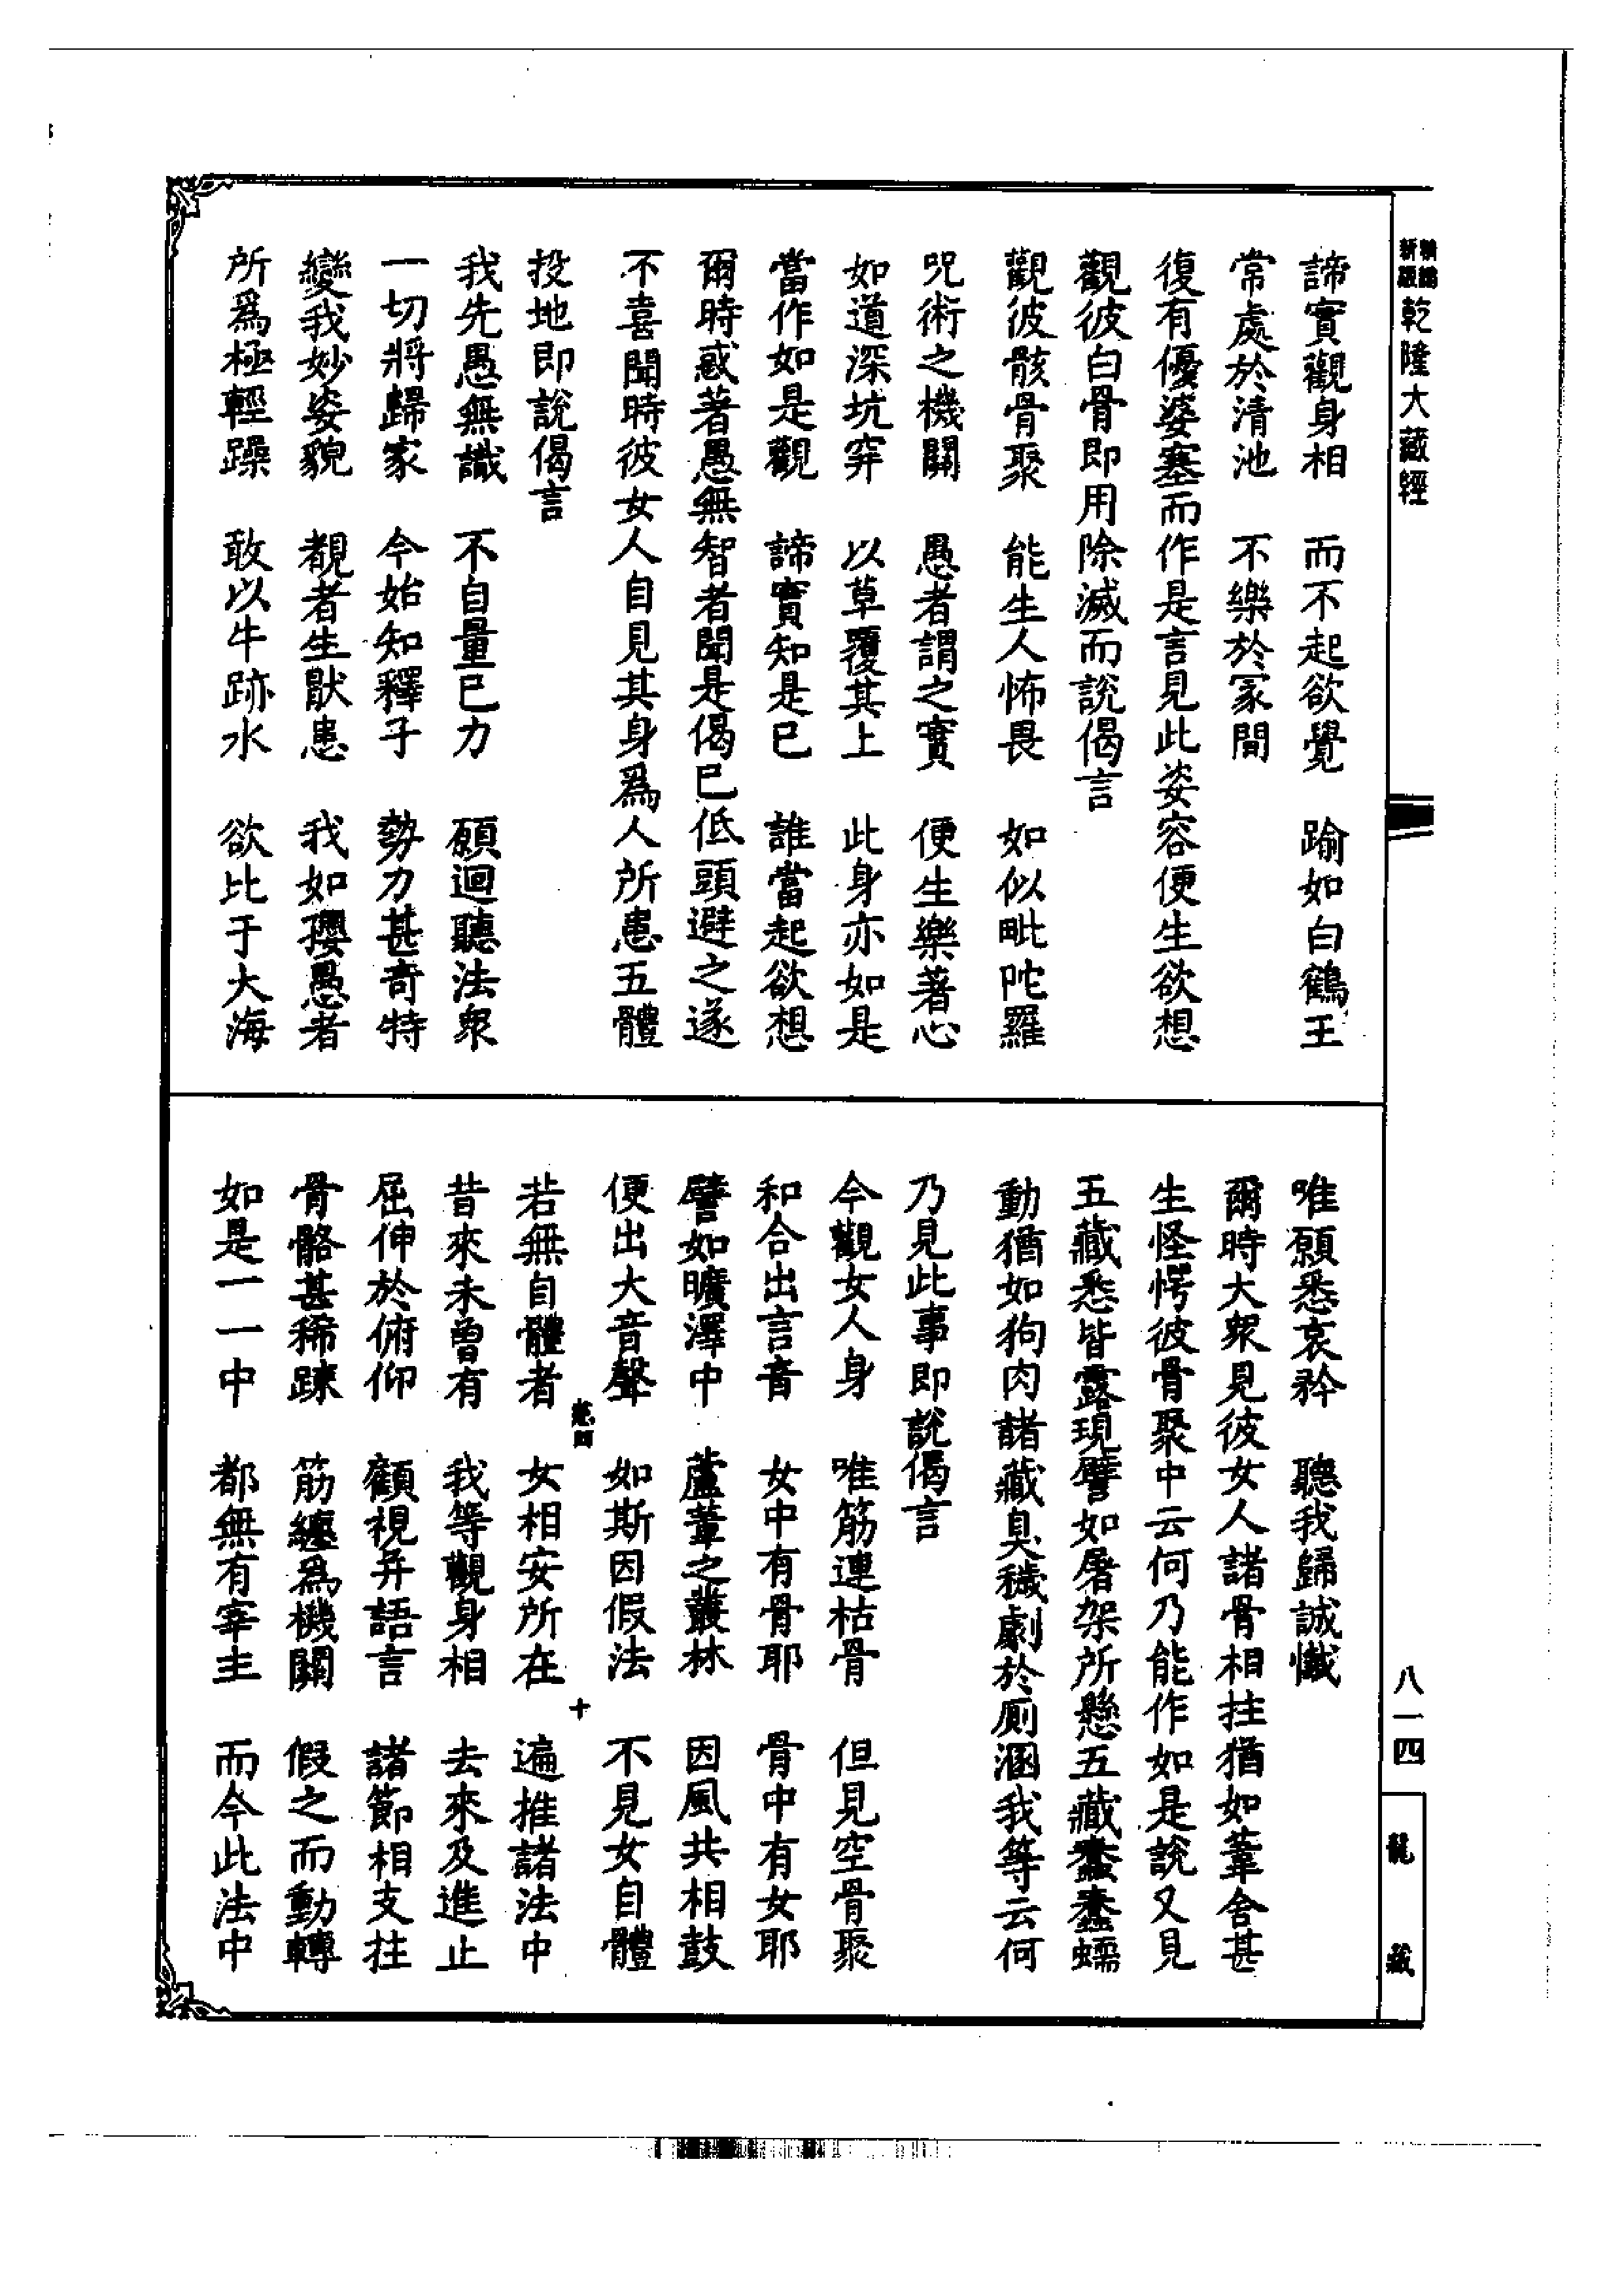 新編縮版乾隆大藏經
諦實觀身相　而不起欲覺　踰如白鶴王
常處於清池　不樂於冢間
復有優婆塞而作是言見此姿容便生欲想
觀彼白骨即用除滅而說偈言
觀彼骸骨聚　能生人怖畏　如似毗陀羅
呪術之機關　愚者謂之實　便生樂著心
如道深坑穽　以草覆其上　此身亦如是
當作如是觀　諦實知是已　誰當起欲想
爾時惑著愚無智者聞是偈已低頭避之遂
不喜聞時彼女人自見其身爲人所患五體
投地即說偈言
我先愚無識　不自量已力　願迴聽法衆
一切將歸家　今始知釋子　勢力甚奇特
變我妙姿貌　覩者生猒患　我如孾愚者
所爲極輕躁　敢以牛跡水　欲比于大海
唯願悉哀矜　聽我歸誠懺
爾時大衆見彼女人諸骨相拄猶如葦舍甚
生怪愕彼骨聚中云何乃能作如是說又見
五藏悉皆露現譬如屠架所懸五藏蠢蠢蠕
動猶如狗肉諸藏臭穢劇於厠溷我等云何
乃見此事即說偈言
今觀女人身　唯筋連枯骨　但見空骨聚
和合出言音　女中有骨耶　骨中有女耶
譬如曠澤中　蘆葦之叢林　因風共相鼓
便出大音聲　如斯因假法　不見女自體
若無自體者　女相安所在　遍推諸法中
昔來未曾有　我等觀身相　去來及進止
屈伸於俯仰　顧視并語言　諸節相支拄
骨骼甚稀踈　筋纏爲機關　假之而動轉
如是一一中　都無有宰主　而今此法中
十
八一四
龍藏